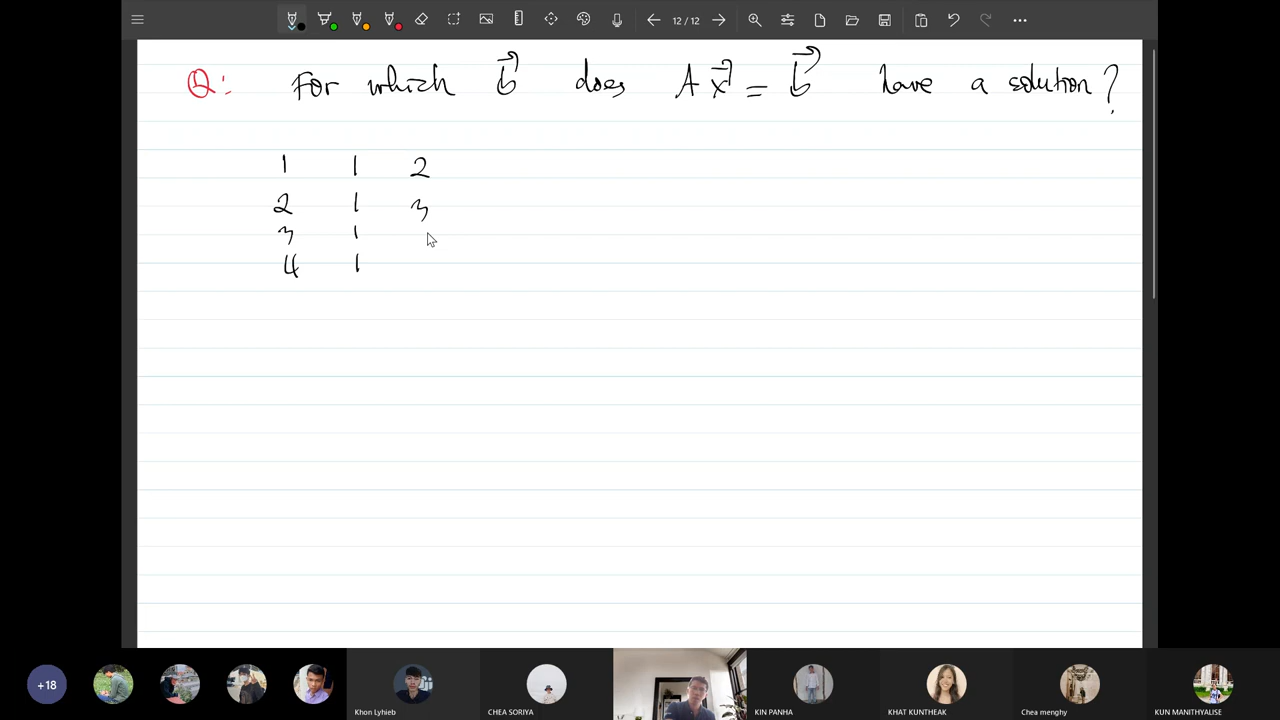 12 / 12
Q: For which b⃗ does A x⃗ = b⃗ have a solution?
1 1 2
2 1 3
3 1
4 1
+18
Khon Lyhieb
CHEA SORIYA
KIN PANHA
KHAT KUNTHEAK
Chea menghy
KUN MANITHYALISE